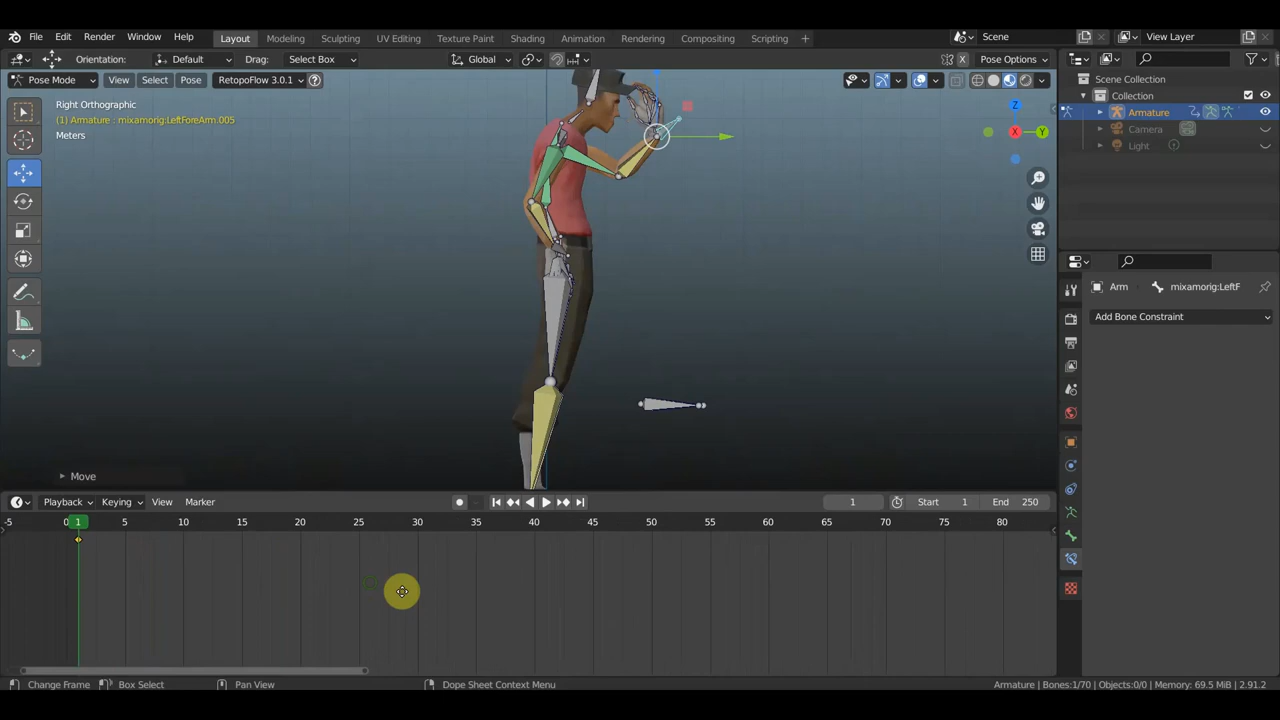 File Edit Render Window Help Layout Modeling Sculpting UV Editing Texture Paint Shading Animation Rendering Compositing Scripting + Scene View Layer
Orientation: Default Drag: Select Box Global X Pose Options
Pose Mode View Select Pose RetopoFlow 3.0.1 ?
Scene Collection
Collection
Armature
Camera
Light
Right Orthographic
(1) Armature : mixamorig:LeftForeArm.005
Meters
Z
X Y
Arm mixamorig:LeftF
Add Bone Constraint
Move
Playback Keying View Marker 1 Start 1 End 250
-5 0 1 5 10 15 20 25 30 35 40 45 50 55 60 65 70 75 80
Change Frame Box Select Pan View Dope Sheet Context Menu Armature | Bones:1/70 | Objects:0/0 | Memory: 69.5 MiB | 2.91.2